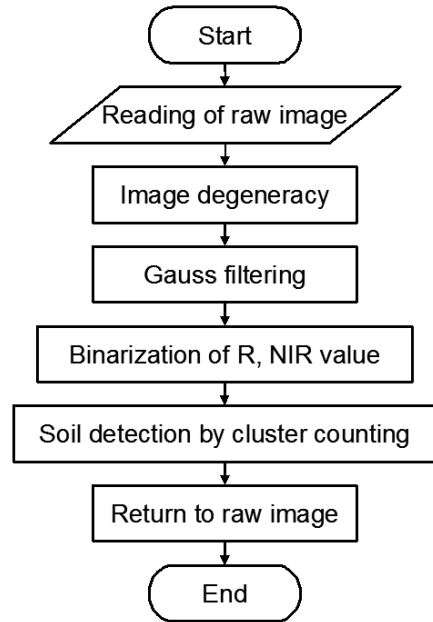 Start
Reading of raw image
Image degeneracy
Gauss filtering
Binarization of R, NIR value
Soil detection by cluster counting
Return to raw image
End